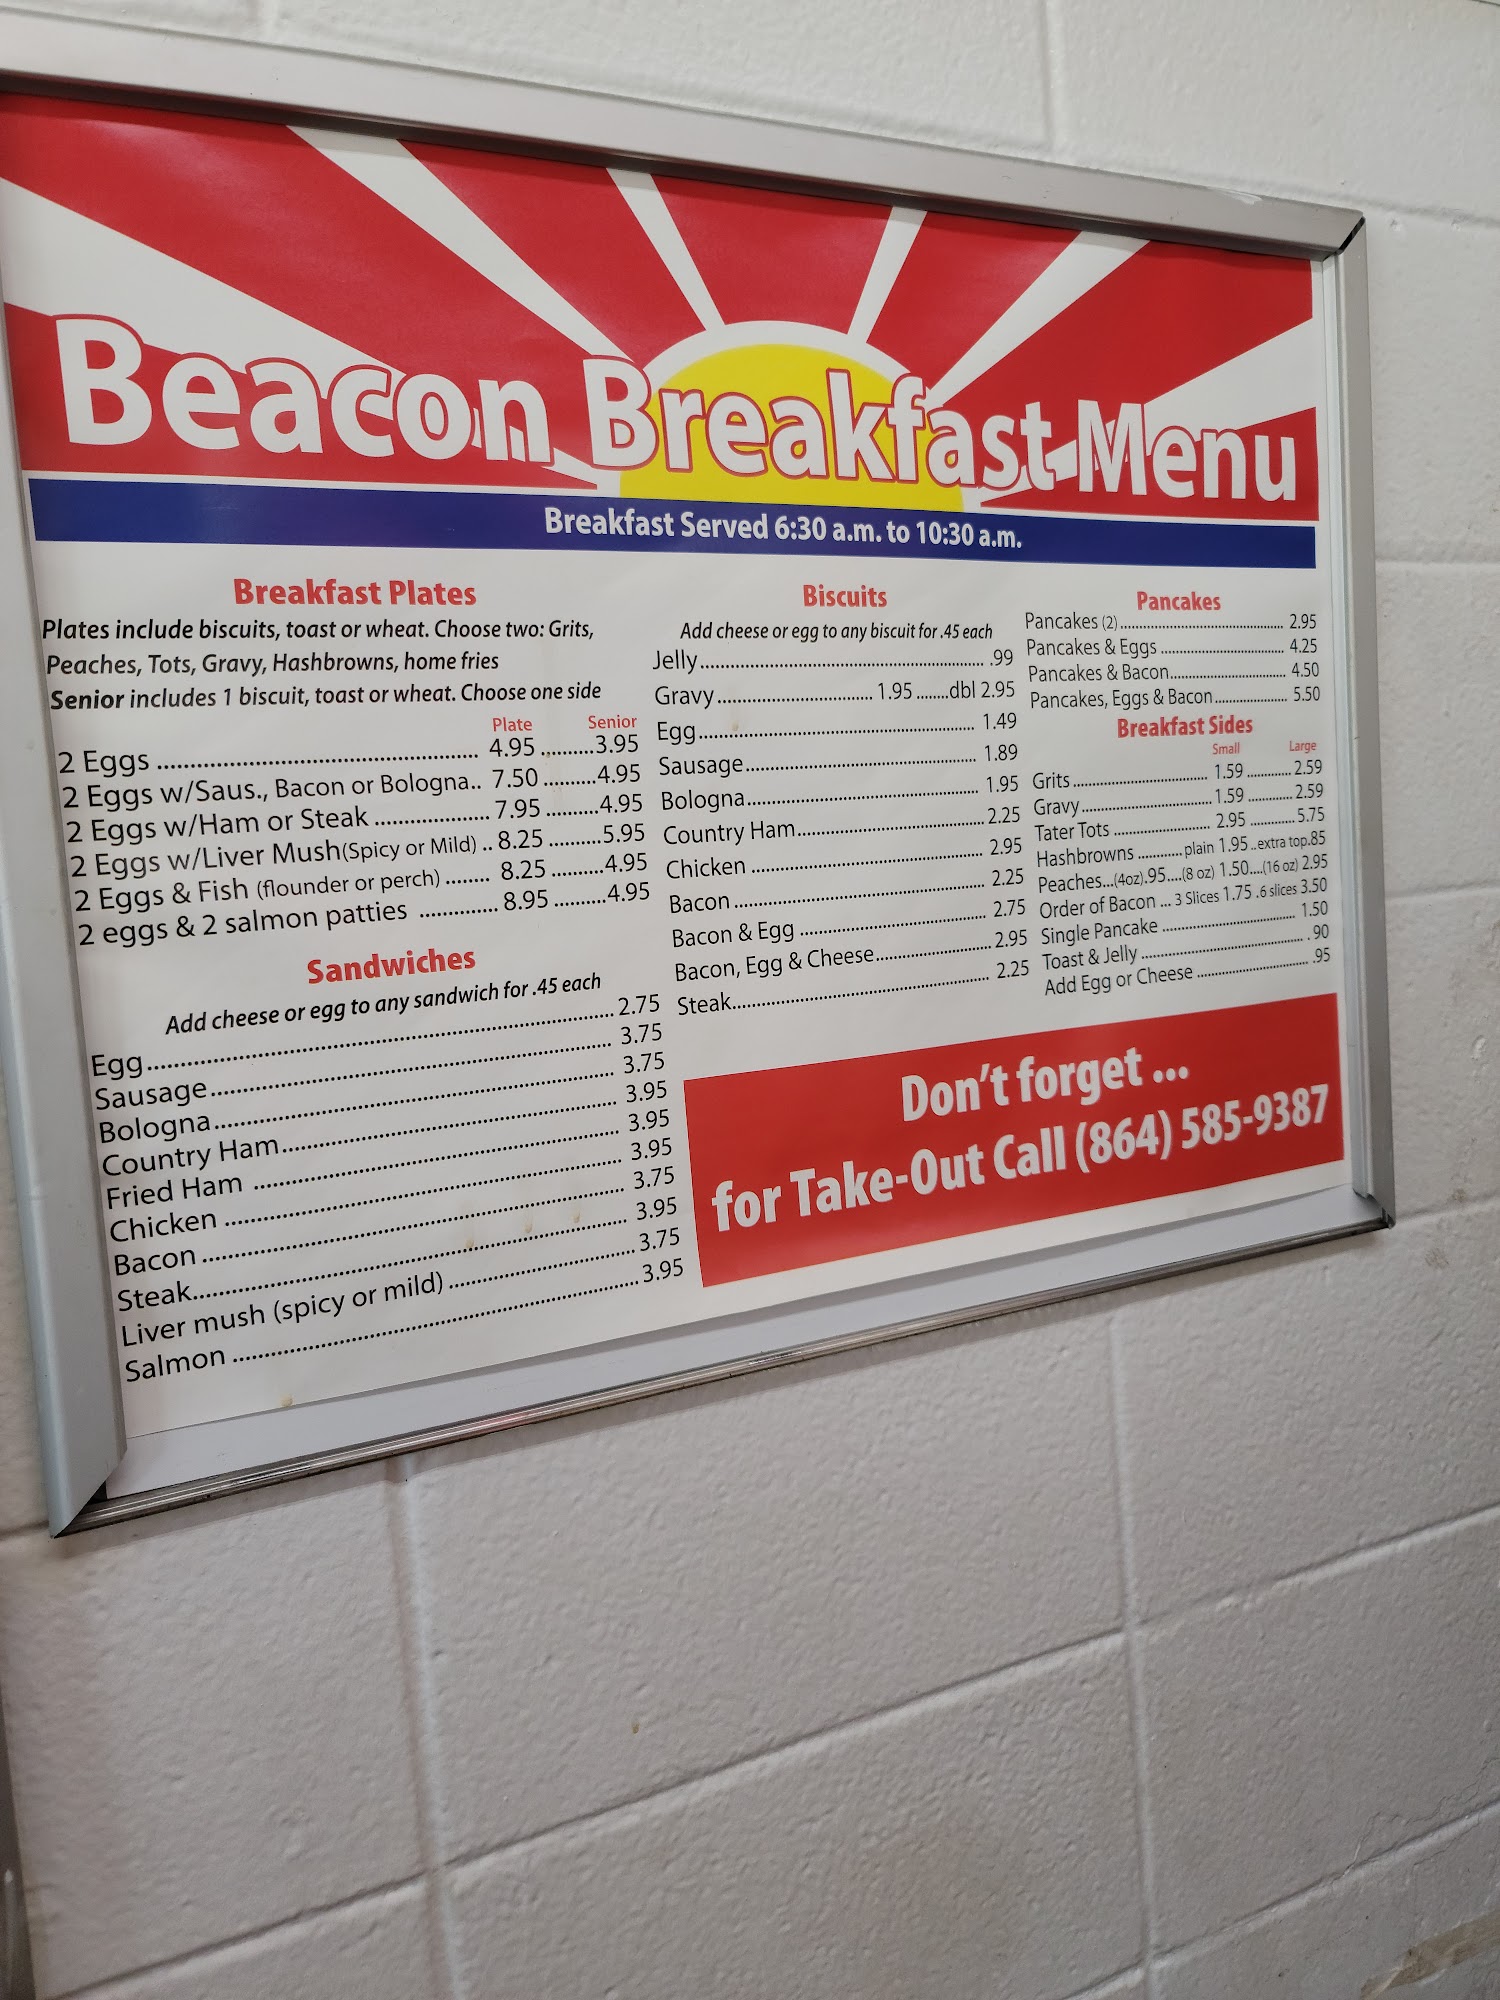 Beacon Breakfast Menu
Breakfast Served 6:30 a.m. to 10:30 a.m.
Breakfast Plates
Plates include biscuits, toast or wheat. Choose two: Grits,
Peaches, Tots, Gravy, Hashbrowns, home fries
Senior includes 1 biscuit, toast or wheat. Choose one side
Plate Senior
2 Eggs ................ 4.95 .........3.95
2 Eggs w/Saus., Bacon or Bologna.. 7.50 .........4.95
2 Eggs w/Ham or Steak ................ 7.95 .........4.95
2 Eggs w/Liver Mush(Spicy or Mild) .. 8.25 .........5.95
2 Eggs & Fish (flounder or perch) ....... 8.25 .........4.95
2 eggs & 2 salmon patties ............ 8.95 .........4.95
Sandwiches
Add cheese or egg to any sandwich for .45 each
Egg................ 2.75
Sausage................ 3.75
Bologna................ 3.75
Country Ham................ 3.95
Fried Ham ................ 3.95
Chicken ................ 3.95
Bacon ................ 3.75
Steak................ 3.95
Liver mush (spicy or mild) ................ 3.75
Salmon ................ 3.95
Biscuits
Add cheese or egg to any biscuit for .45 each
Jelly................ .99
Gravy................ 1.95 .......dbl 2.95
Egg................ 1.49
Sausage................ 1.89
Bologna................ 1.95
Country Ham................ 2.25
Chicken ................ 2.95
Bacon ................ 2.25
Bacon & Egg ................ 2.75
Bacon, Egg & Cheese................ 2.95
Steak................ 2.25
Pancakes
Pancakes (2) ................ 2.95
Pancakes & Eggs ................ 4.25
Pancakes & Bacon................ 4.50
Pancakes, Eggs & Bacon................ 5.50
Breakfast Sides
Small Large
Grits................ 1.59 ............2.59
Gravy................ 1.59 ............2.59
Tater Tots ................ 2.95 ............5.75
Hashbrowns ............plain 1.95 ..extra top.85
Peaches...(4oz).95....(8 oz) 1.50....(16 oz) 2.95
Order of Bacon ... 3 Slices 1.75 .6 slices 3.50
Single Pancake ................ 1.50
Toast & Jelly................ .90
Add Egg or Cheese ................ .95
Don't forget ...
for Take-Out Call (864) 585-9387